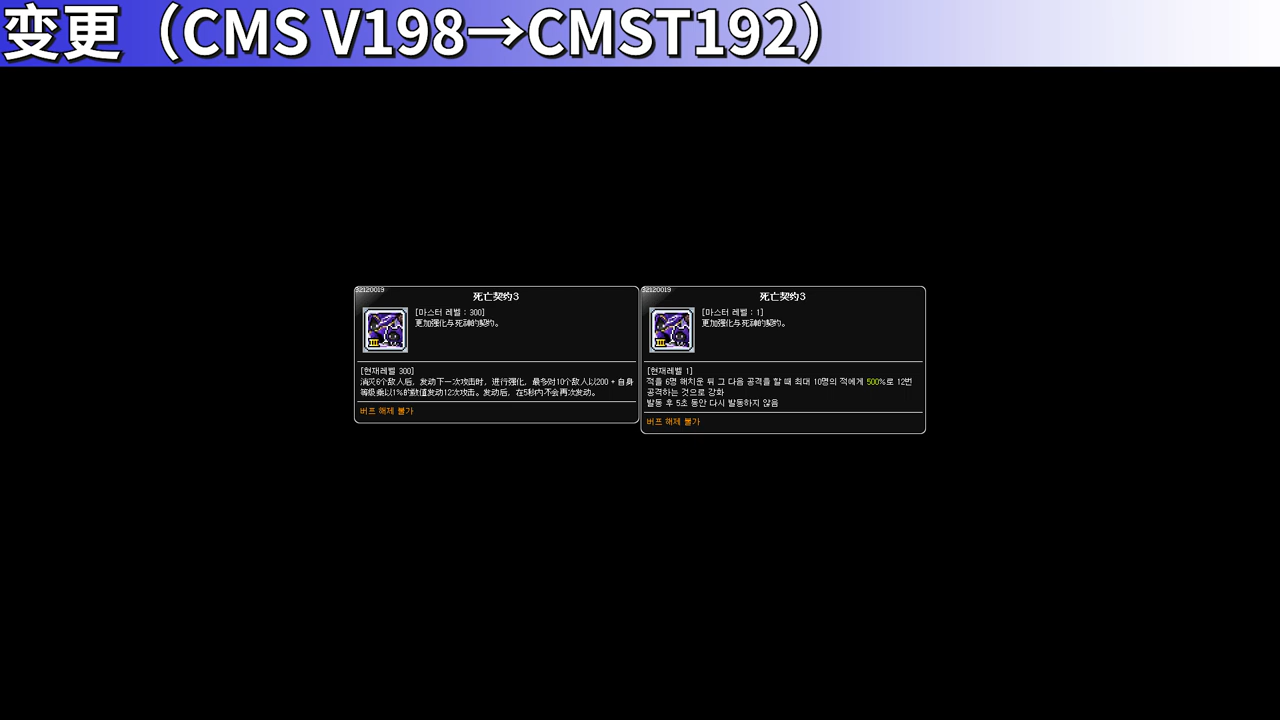 变更（CMS V198→CMST192）
32120019
死亡契约3
[마스터 레벨 : 300]
更加强化与死神的契约。
[현재레벨 300]
消灭6个敌人后，发动下一次攻击时，进行强化，最多对10个敌人以200 + 自身
等级乘以1%的数值发动12次攻击。发动后，在5秒内不会再次发动。
버프 해제 불가
32120019
死亡契约3
[마스터 레벨 : 1]
更加强化与死神的契约。
[현재레벨 1]
적을 6명 해치운 뒤 그 다음 공격을 할 때 최대 10명의 적에게 500%로 12번
공격하는 것으로 강화
발동 후 5초 동안 다시 발동하지 않음
버프 해제 불가